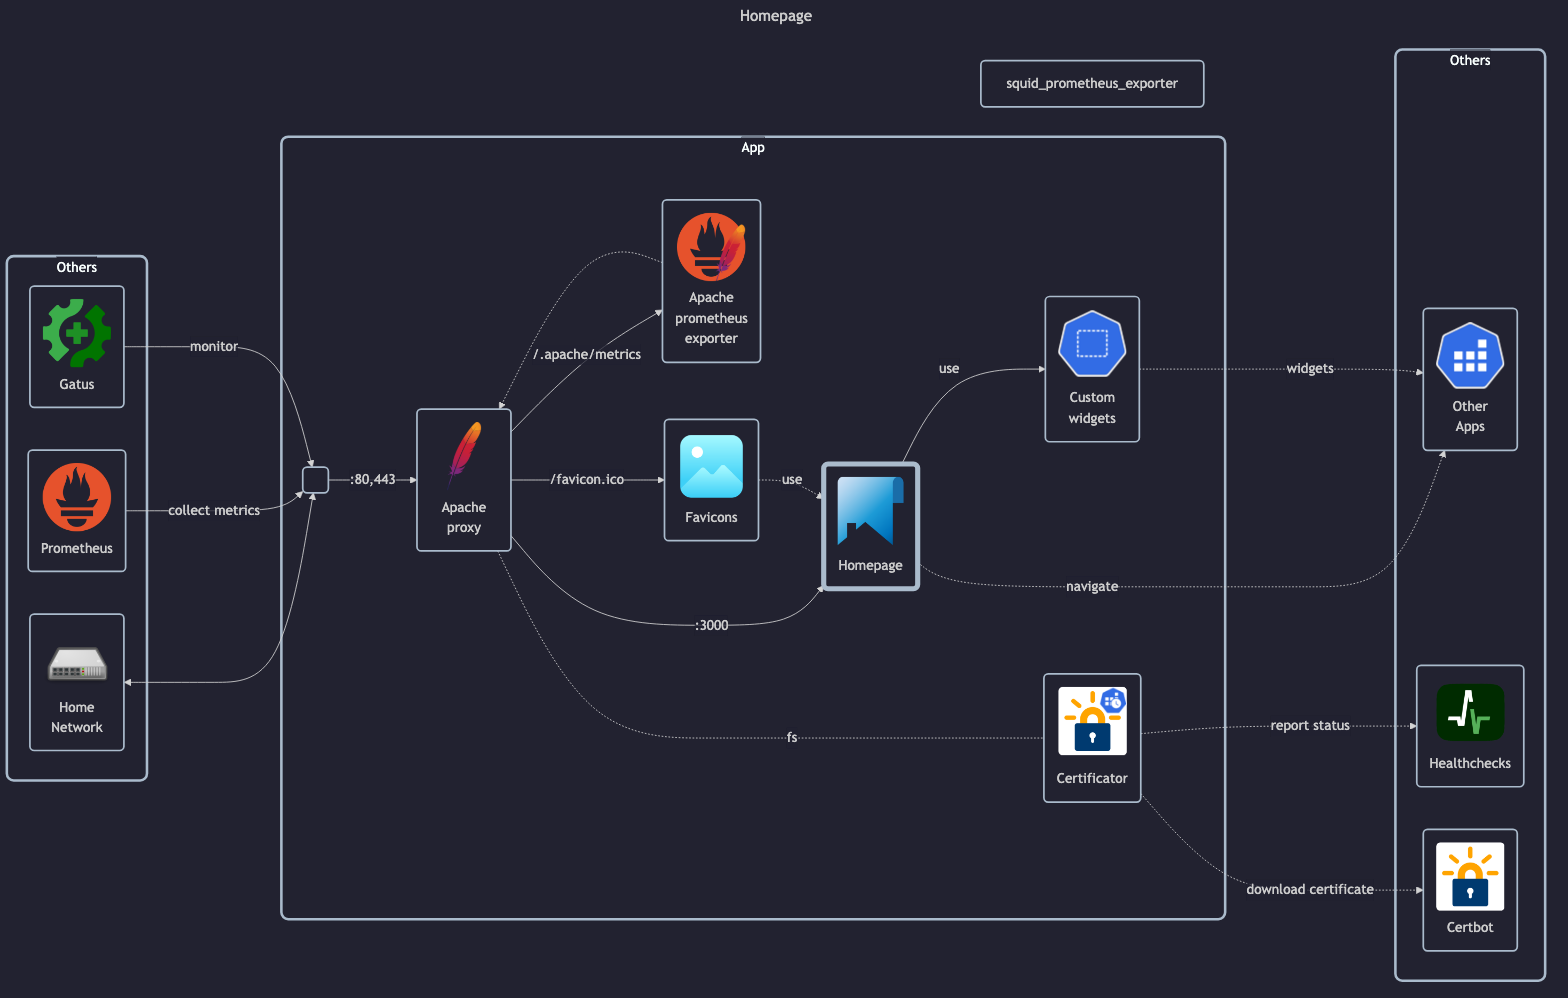 Homepage
squid_prometheus_exporter
Others
App
Others
Gatus
Prometheus
Home
Network
monitor
collect metrics
:80,443
Apache
proxy
/.apache/metrics
/favicon.ico
:3000
fs
Apache
prometheus
exporter
Favicons
use
Homepage
use
navigate
Custom
widgets
Certificator
widgets
report status
download certificate
Other
Apps
Healthchecks
Certbot